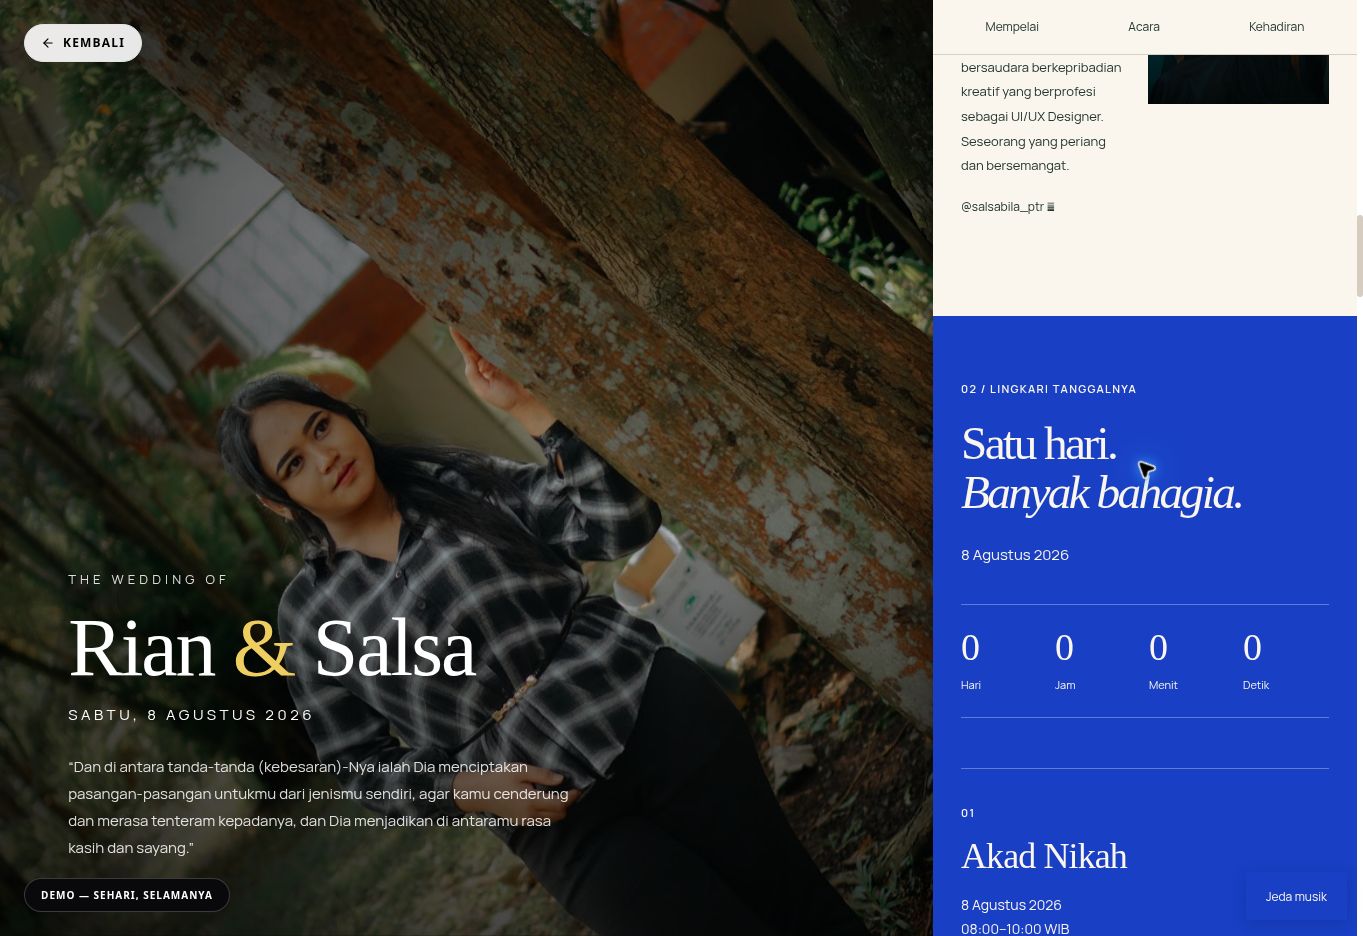 KEMBALI
THE WEDDING OF
Rian & Salsa
SABTU, 8 AGUSTUS 2026
“Dan di antara tanda-tanda (kebesaran)-Nya ialah Dia menciptakan
pasangan-pasangan untukmu dari jenismu sendiri, agar kamu cenderung
dan merasa tenteram kepadanya, dan Dia menjadikan di antaramu rasa
kasih dan sayang.”
DEMO — SEHARI, SELAMANYA
Mempelai Acara Kehadiran
bersaudara berkepribadian
kreatif yang berprofesi
sebagai UI/UX Designer.
Seseorang yang periang
dan bersemangat.
@salsabila_ptr
02 / LINGKARI TANGGALNYA
Satu hari.
Banyak bahagia.
8 Agustus 2026
0 0 0 0
Hari Jam Menit Detik
01
Akad Nikah
8 Agustus 2026
08:00–10:00 WIB
Jeda musik